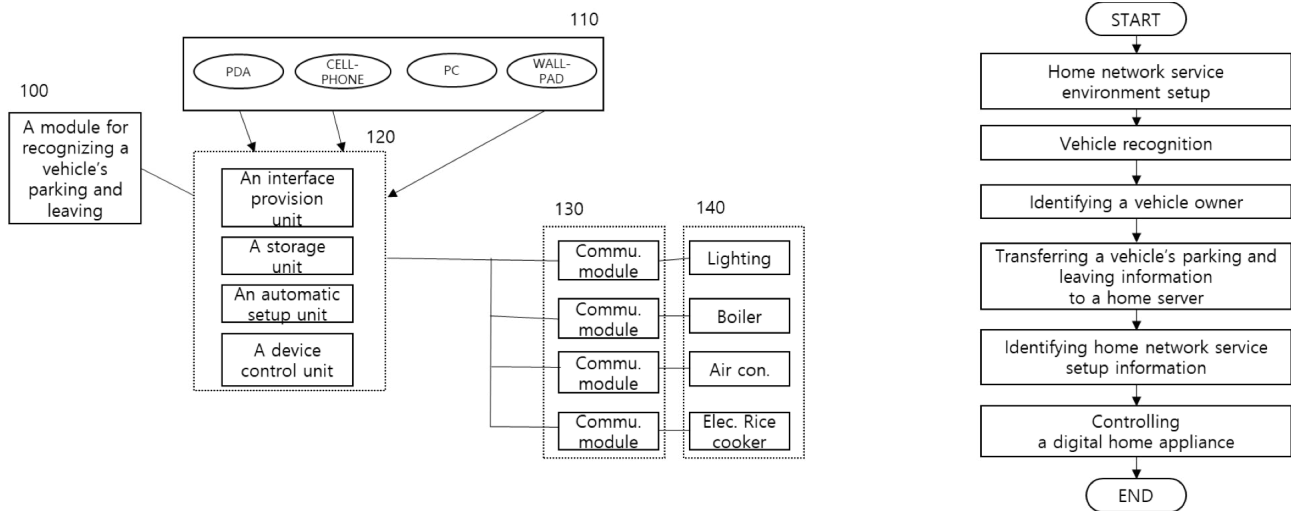 110
PDA
CELL-
PHONE
PC
WALL-
PAD
100
A module for
recognizing a
vehicle's
parking and
leaving
120
An interface
provision
unit
A storage
unit
An automatic
setup unit
A device
control unit
130
Commu.
module
Commu.
module
Commu.
module
Commu.
module
140
Lighting
Boiler
Air con.
Elec. Rice
cooker
START
Home network service
environment setup
Vehicle recognition
Identifying a vehicle owner
Transferring a vehicle's parking and
leaving information
to a home server
Identifying home network service
setup information
Controlling
a digital home appliance
END